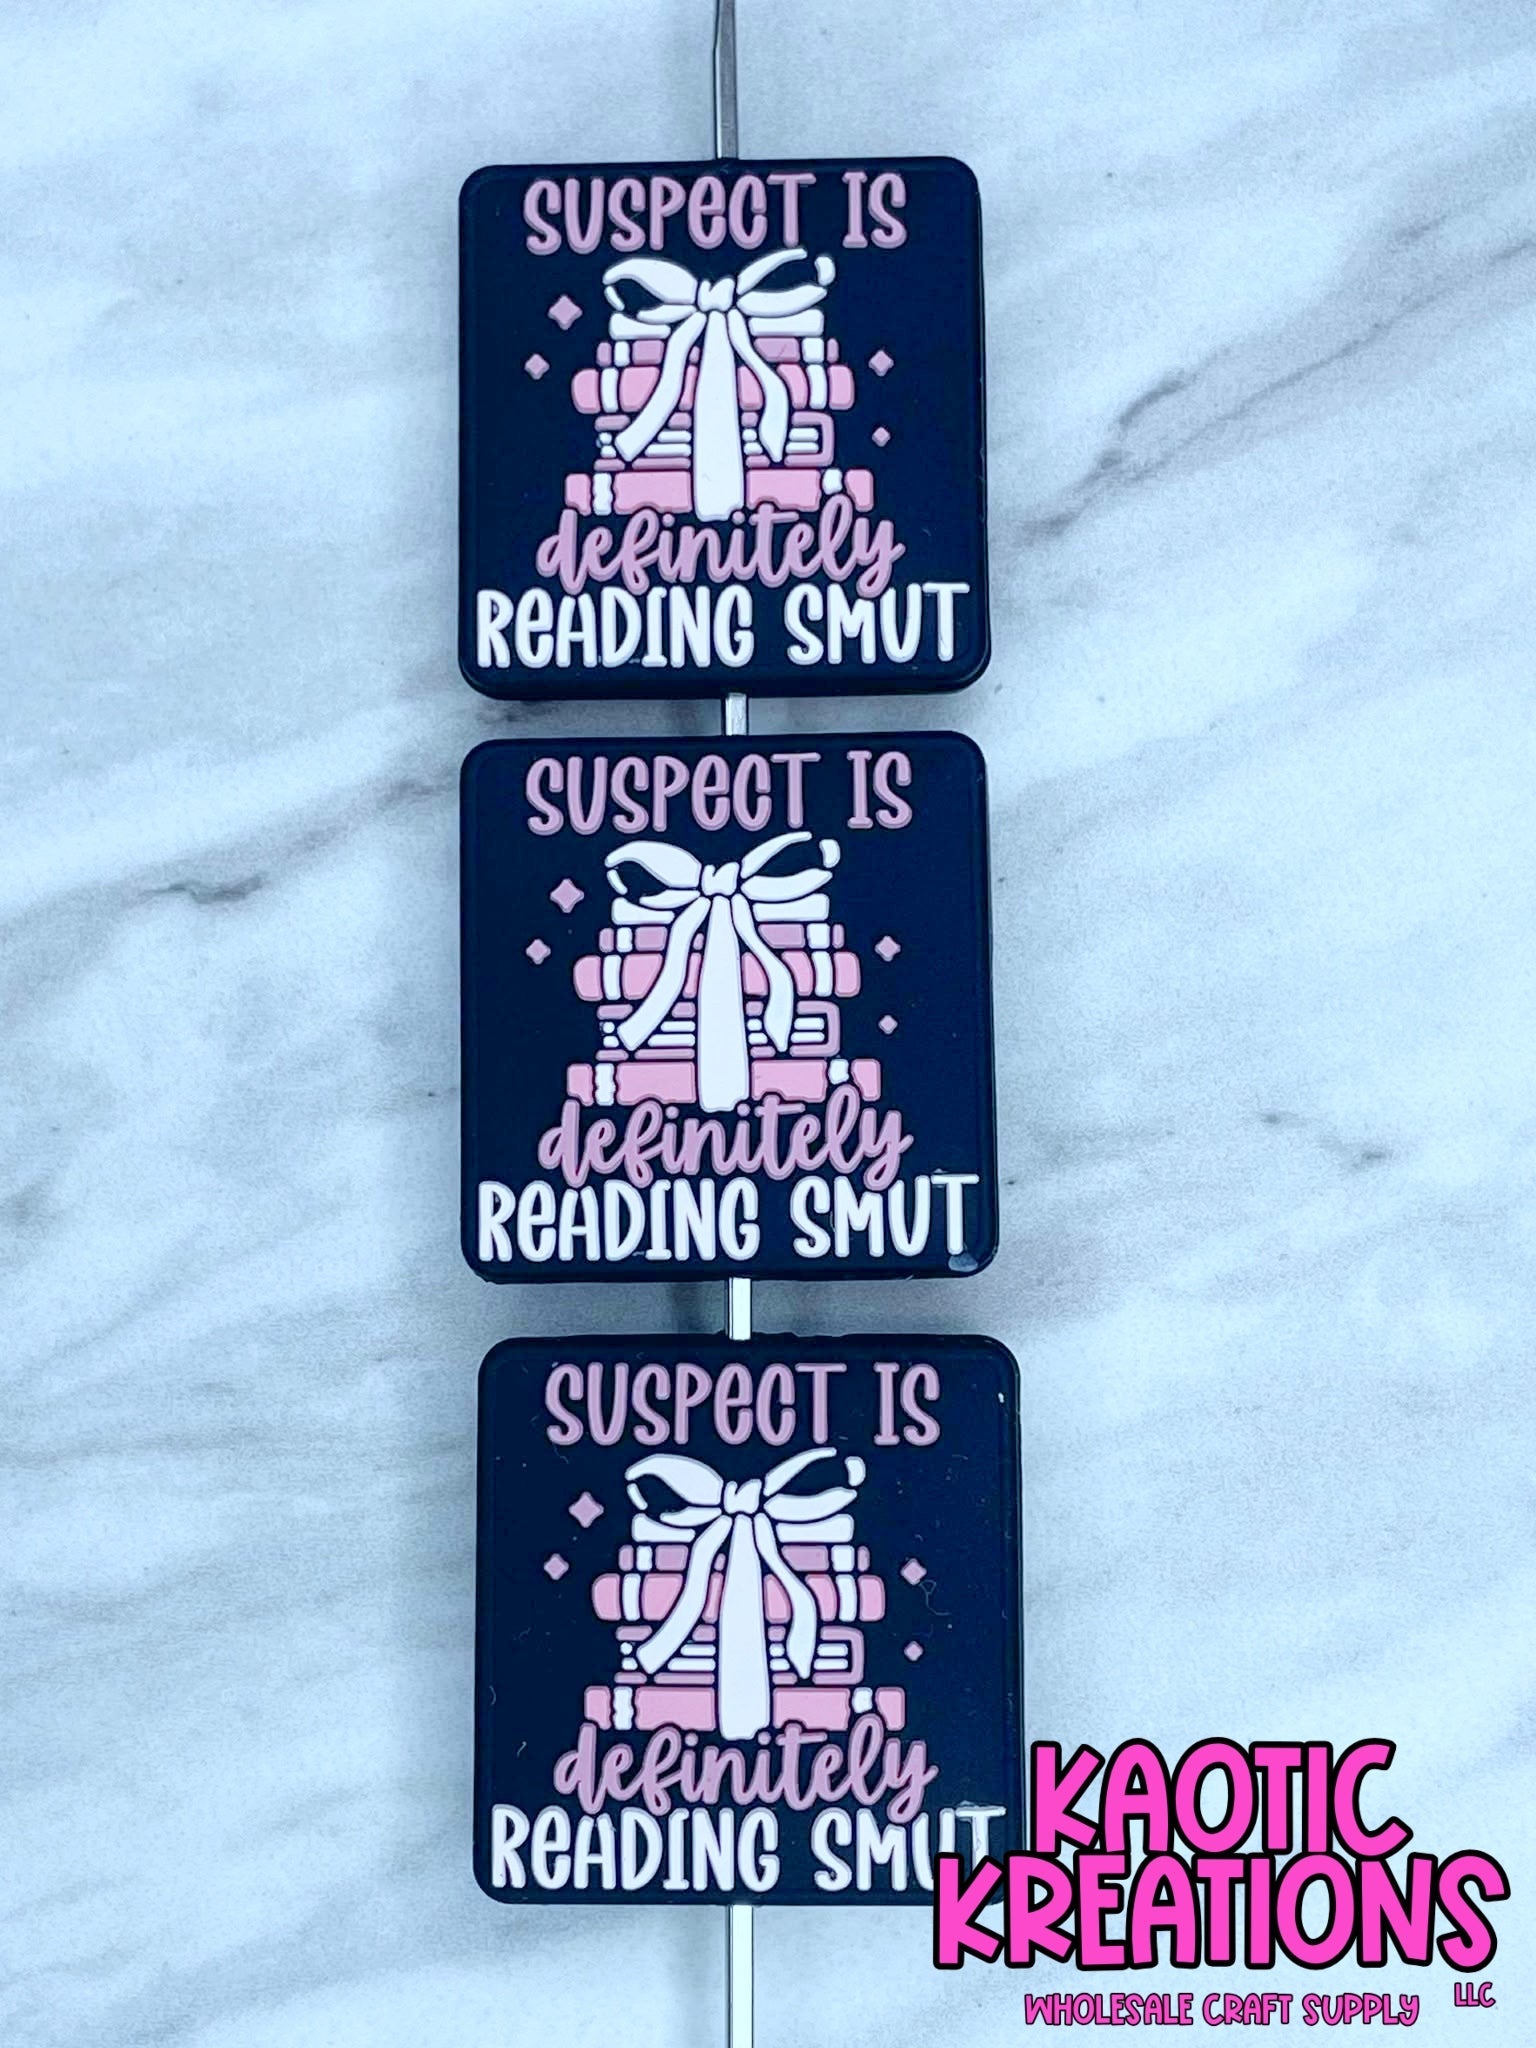 SUSPECT IS
definitely
READING SMUT
SUSPECT IS
definitely
READING SMUT
SUSPECT IS
definitely
READING SMUT
KAOTIC
KREATIONS
LLC
WHOLESALE CRAFT SUPPLY